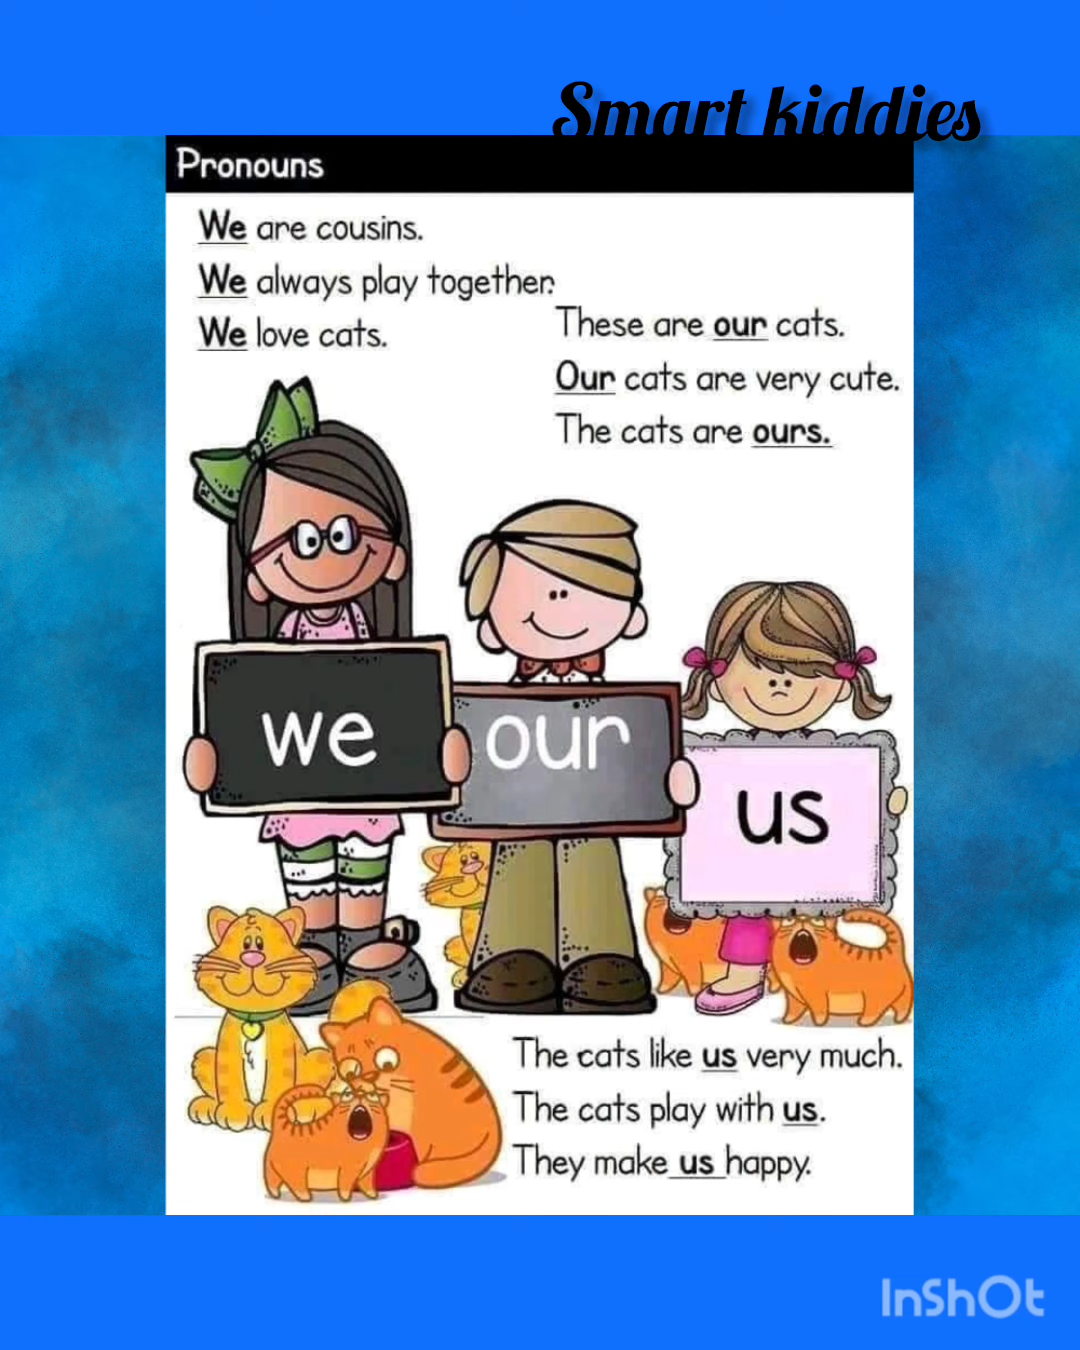 Smart kiddies
Pronouns
We are cousins.
We always play together.
We love cats.
These are our cats.
Our cats are very cute.
The cats are ours.
we
our
us
The cats like us very much.
The cats play with us.
They make us happy.
InShOt